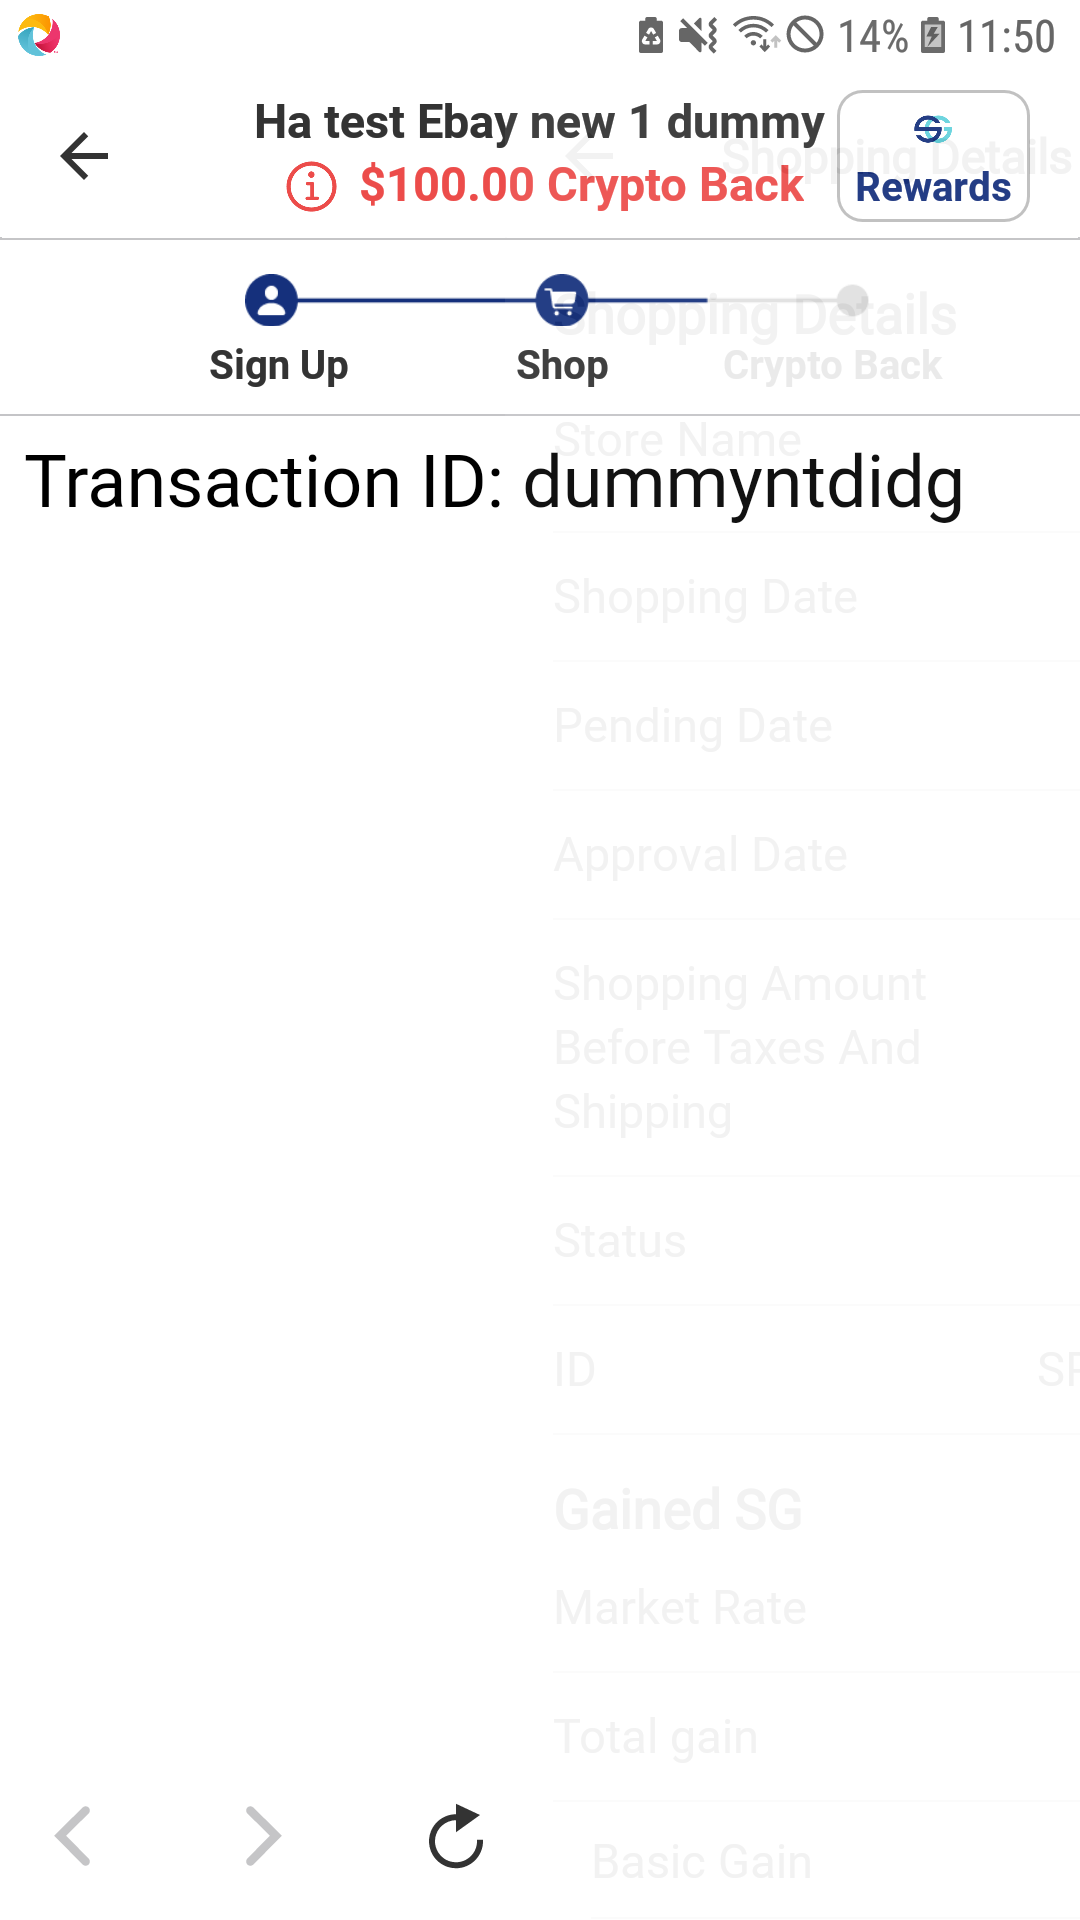 14% 11:50
Ha test Ebay new 1 dummy
$100.00 Crypto Back
Rewards
Shopping Details
Sign Up
Shop
Crypto Back
Shopping Details
Store Name
Transaction ID: dummyntdidg
Shopping Date
Pending Date
Approval Date
Shopping Amount
Before Taxes And
Shipping
Status
ID
Gained SG
Market Rate
Total gain
Basic Gain